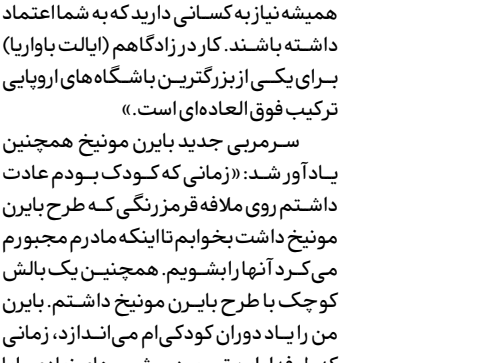 همیشه نیاز به کسانی دارید که به شما اعتماد
داشته باشند. کار در زادگاهم (ایالت باواریا)
برای یکی از بزرگترین باشگاه‌های اروپایی
ترکیب فوق‌العاده‌ای است.»
سرمربی جدید بایرن مونیخ همچنین
یادآور شد: «زمانی که کودک بودم عادت
داشتم روی ملافه قرمز رنگی که طرح بایرن
مونیخ داشت بخوابم تا اینکه مادرم مجبورم
می‌کرد آنها را بشویم. همچنین یک بالش
کوچک با طرح بایرن مونیخ داشتم. بایرن
من را یاد دوران کودکی‌ام می‌اندازد، زمانی